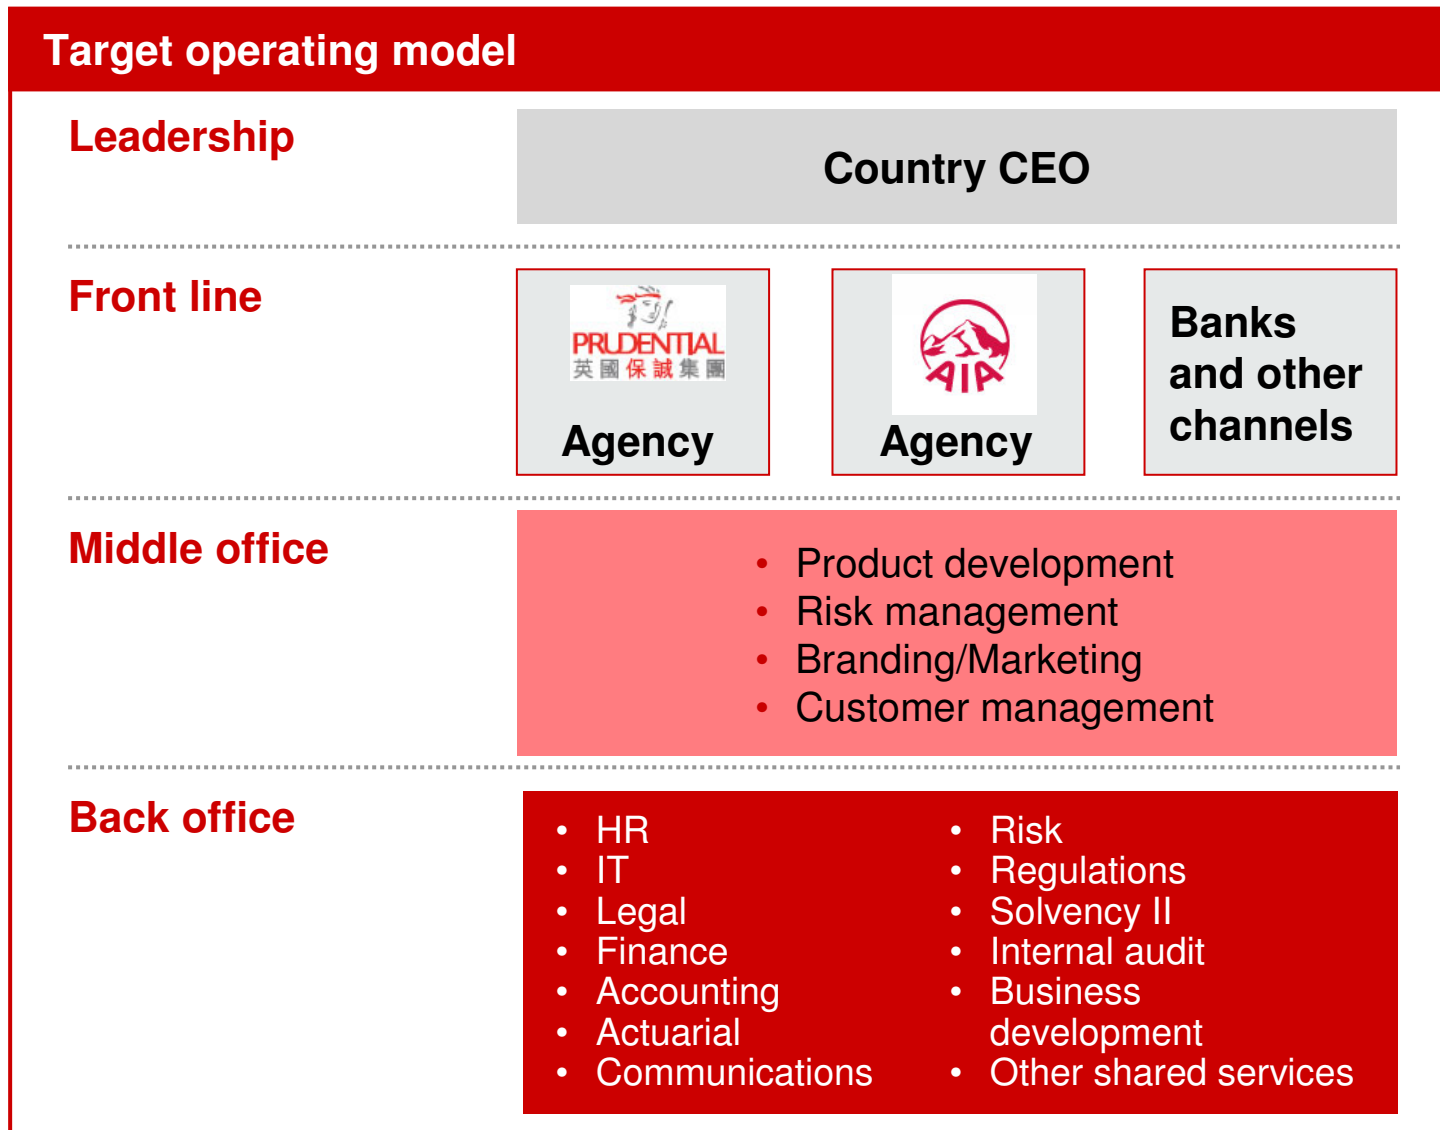 Target operating model
Leadership
Country CEO
Front line
PRUDENTIAL
英國保誠集團
Agency
AIA
Agency
Banks
and other
channels
Middle office
• Product development
• Risk management
• Branding/Marketing
• Customer management
Back office
• HR
• IT
• Legal
• Finance
• Accounting
• Actuarial
• Communications
• Risk
• Regulations
• Solvency II
• Internal audit
• Business
development
• Other shared services